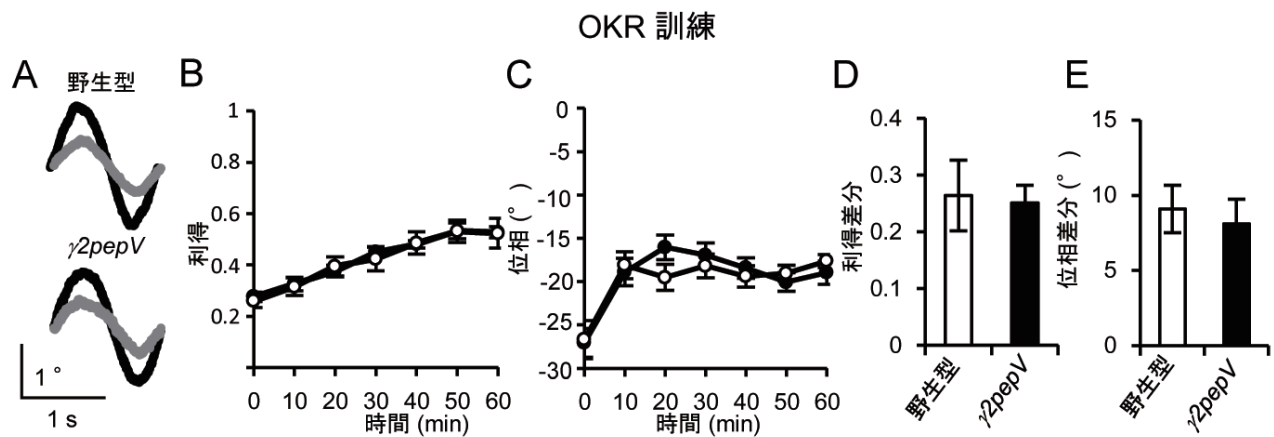 OKR 訓練
A
野生型
γ2pepV
1 °
1 s
B
利得
1
0.8
0.6
0.4
0.2
0 10 20 30 40 50 60
時間 (min)
C
位相 (°)
0
-5
-10
-15
-20
-25
-30
0 10 20 30 40 50 60
時間 (min)
D
利得差分
0.4
0.3
0.2
0.1
0
野生型
γ2pepV
E
位相差分 (°)
15
10
5
0
野生型
γ2pepV